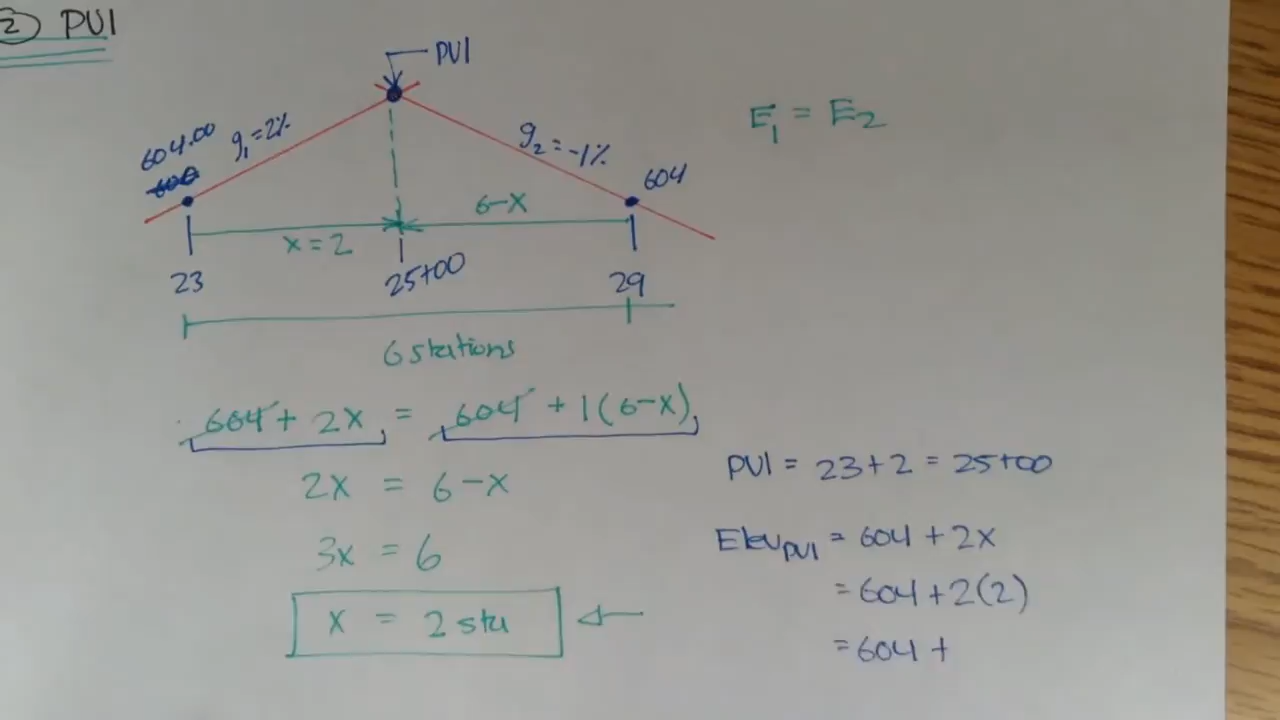 2 PVI
PVI
E1 = E2
604.00
600
g1=2%
g2=-1%
604
6-x
x=2
23
25+00
29
6 stations
604 + 2x = 604 + 1(6-x)
2x = 6-x
3x = 6
x = 2 sta
PVI = 23+2 = 25+00
ElevPVI = 604 + 2x
= 604+2(2)
= 604 +